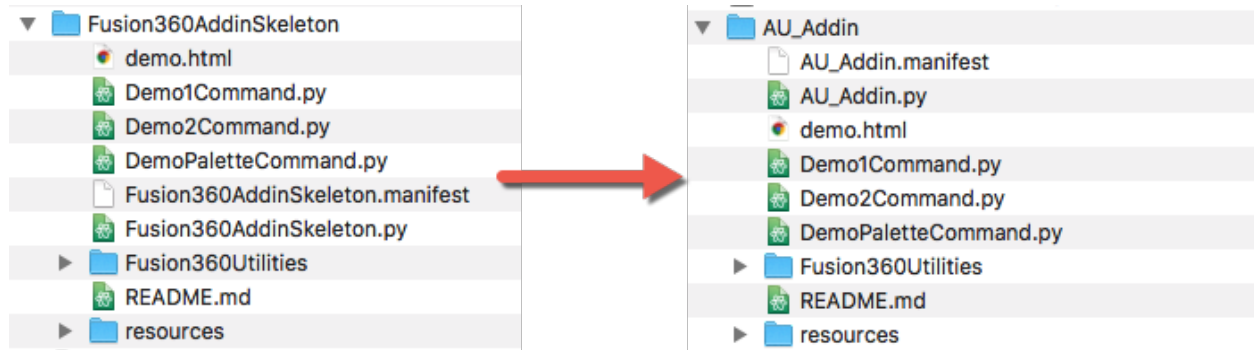 Fusion360AddinSkeleton
demo.html
Demo1Command.py
Demo2Command.py
DemoPaletteCommand.py
Fusion360AddinSkeleton.manifest
Fusion360AddinSkeleton.py
Fusion360Utilities
README.md
resources
AU_Addin
AU_Addin.manifest
AU_Addin.py
demo.html
Demo1Command.py
Demo2Command.py
DemoPaletteCommand.py
Fusion360Utilities
README.md
resources